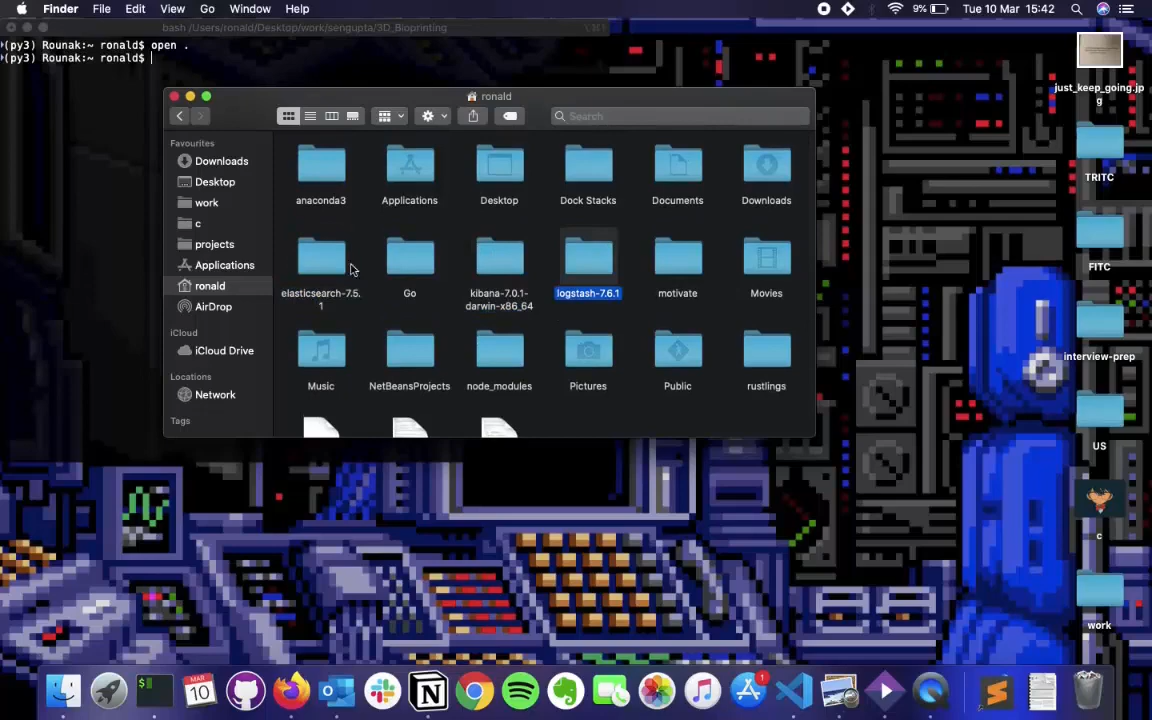 Finder File Edit View Go Window Help
9% Tue 10 Mar 15:42
bash /Users/ronald/Desktop/work/sengupta/3D_Bioprinting
(py3) Rounak:~ ronald$ open .
(py3) Rounak:~ ronald$
ronald
Search
Favourites
Downloads
Desktop
work
c
projects
Applications
ronald
AirDrop
iCloud
iCloud Drive
Locations
Network
Tags
anaconda3 Applications Desktop Dock Stacks Documents Downloads
elasticsearch-7.5.
1
Go
kibana-7.0.1-
darwin-x86_64
logstash-7.6.1
motivate
Movies
Music NetBeansProjects node_modules Pictures Public rustlings
just_keep_going.jp
g
TRITC
FITC
interview-prep
US
c
work
MAR
10
$
N
1